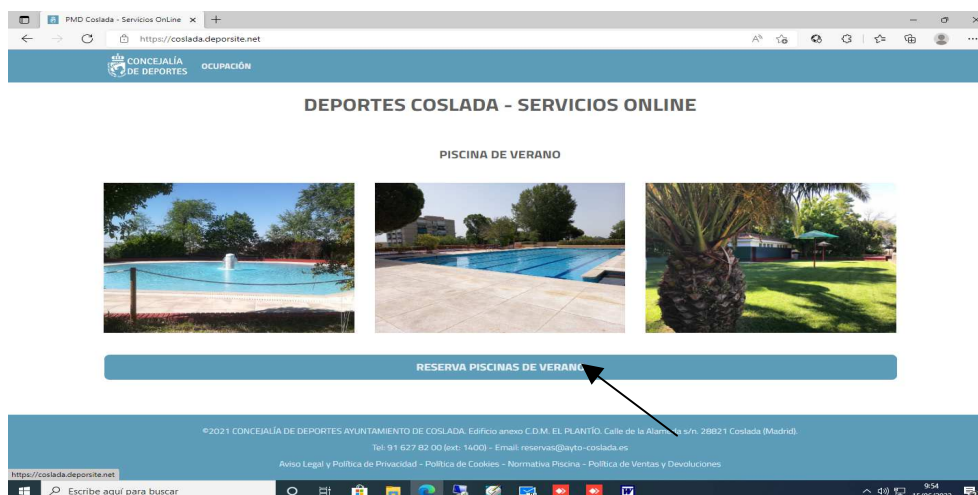 PMD Coslada - Servicios OnLine
https://coslada.deporsite.net
CONCEJALÍA
DE DEPORTES
OCUPACIÓN
DEPORTES COSLADA - SERVICIOS ONLINE
PISCINA DE VERANO
RESERVA PISCINAS DE VERANO
©2021 CONCEJALÍA DE DEPORTES AYUNTAMIENTO DE COSLADA. Edificio anexo C.D.M. EL PLANTÍO. Calle de la Alameda s/n. 28821 Coslada (Madrid).
Tel: 91 627 82 00 (ext: 1400) - Email: reservas@ayto-coslada.es
Aviso Legal y Política de Privacidad - Política de Cookies - Normativa Piscina - Política de Ventas y Devoluciones
https://coslada.deporsite.net
Escribe aquí para buscar
9:54